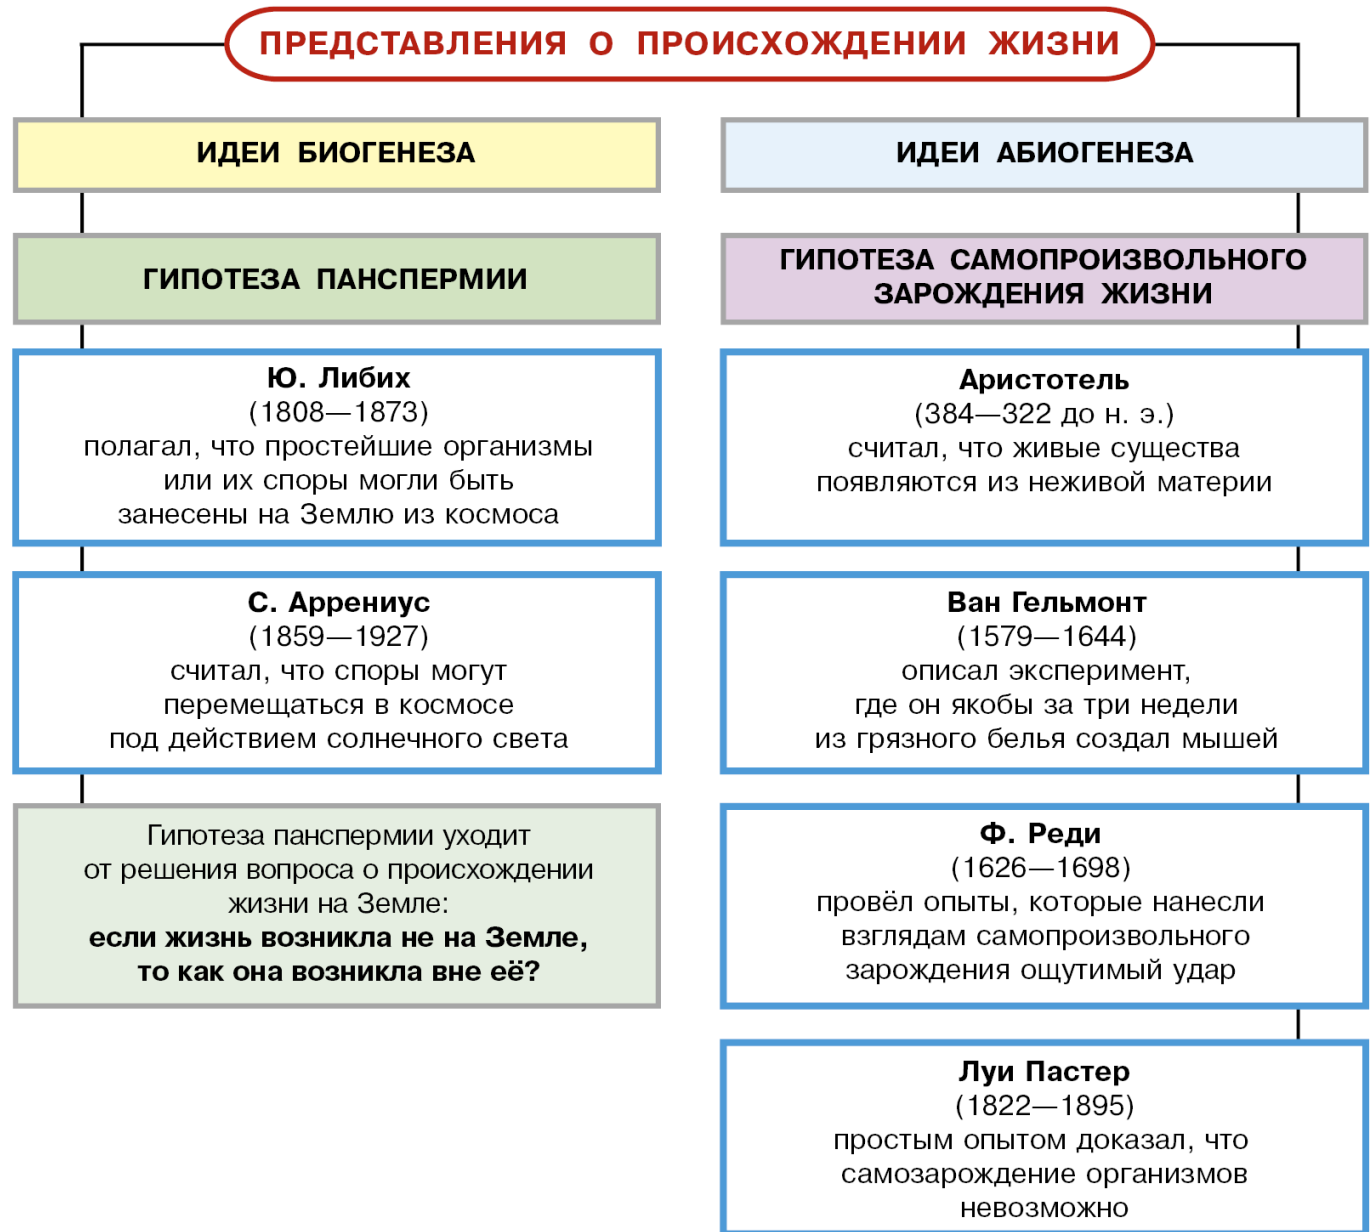 ПРЕДСТАВЛЕНИЯ О ПРОИСХОЖДЕНИИ ЖИЗНИ
ИДЕИ БИОГЕНЕЗА
ГИПОТЕЗА ПАНСПЕРМИИ
Ю. Либих
(1808—1873)
полагал, что простейшие организмы
или их споры могли быть
занесены на Землю из космоса
С. Аррениус
(1859—1927)
считал, что споры могут
перемещаться в космосе
под действием солнечного света
Гипотеза панспермии уходит
от решения вопроса о происхождении
жизни на Земле:
если жизнь возникла не на Земле,
то как она возникла вне её?
ИДЕИ АБИОГЕНЕЗА
ГИПОТЕЗА САМОПРОИЗВОЛЬНОГО
ЗАРОЖДЕНИЯ ЖИЗНИ
Аристотель
(384—322 до н. э.)
считал, что живые существа
появляются из неживой материи
Ван Гельмонт
(1579—1644)
описал эксперимент,
где он якобы за три недели
из грязного белья создал мышей
Ф. Реди
(1626—1698)
провёл опыты, которые нанесли
взглядам самопроизвольного
зарождения ощутимый удар
Луи Пастер
(1822—1895)
простым опытом доказал, что
самозарождение организмов
невозможно